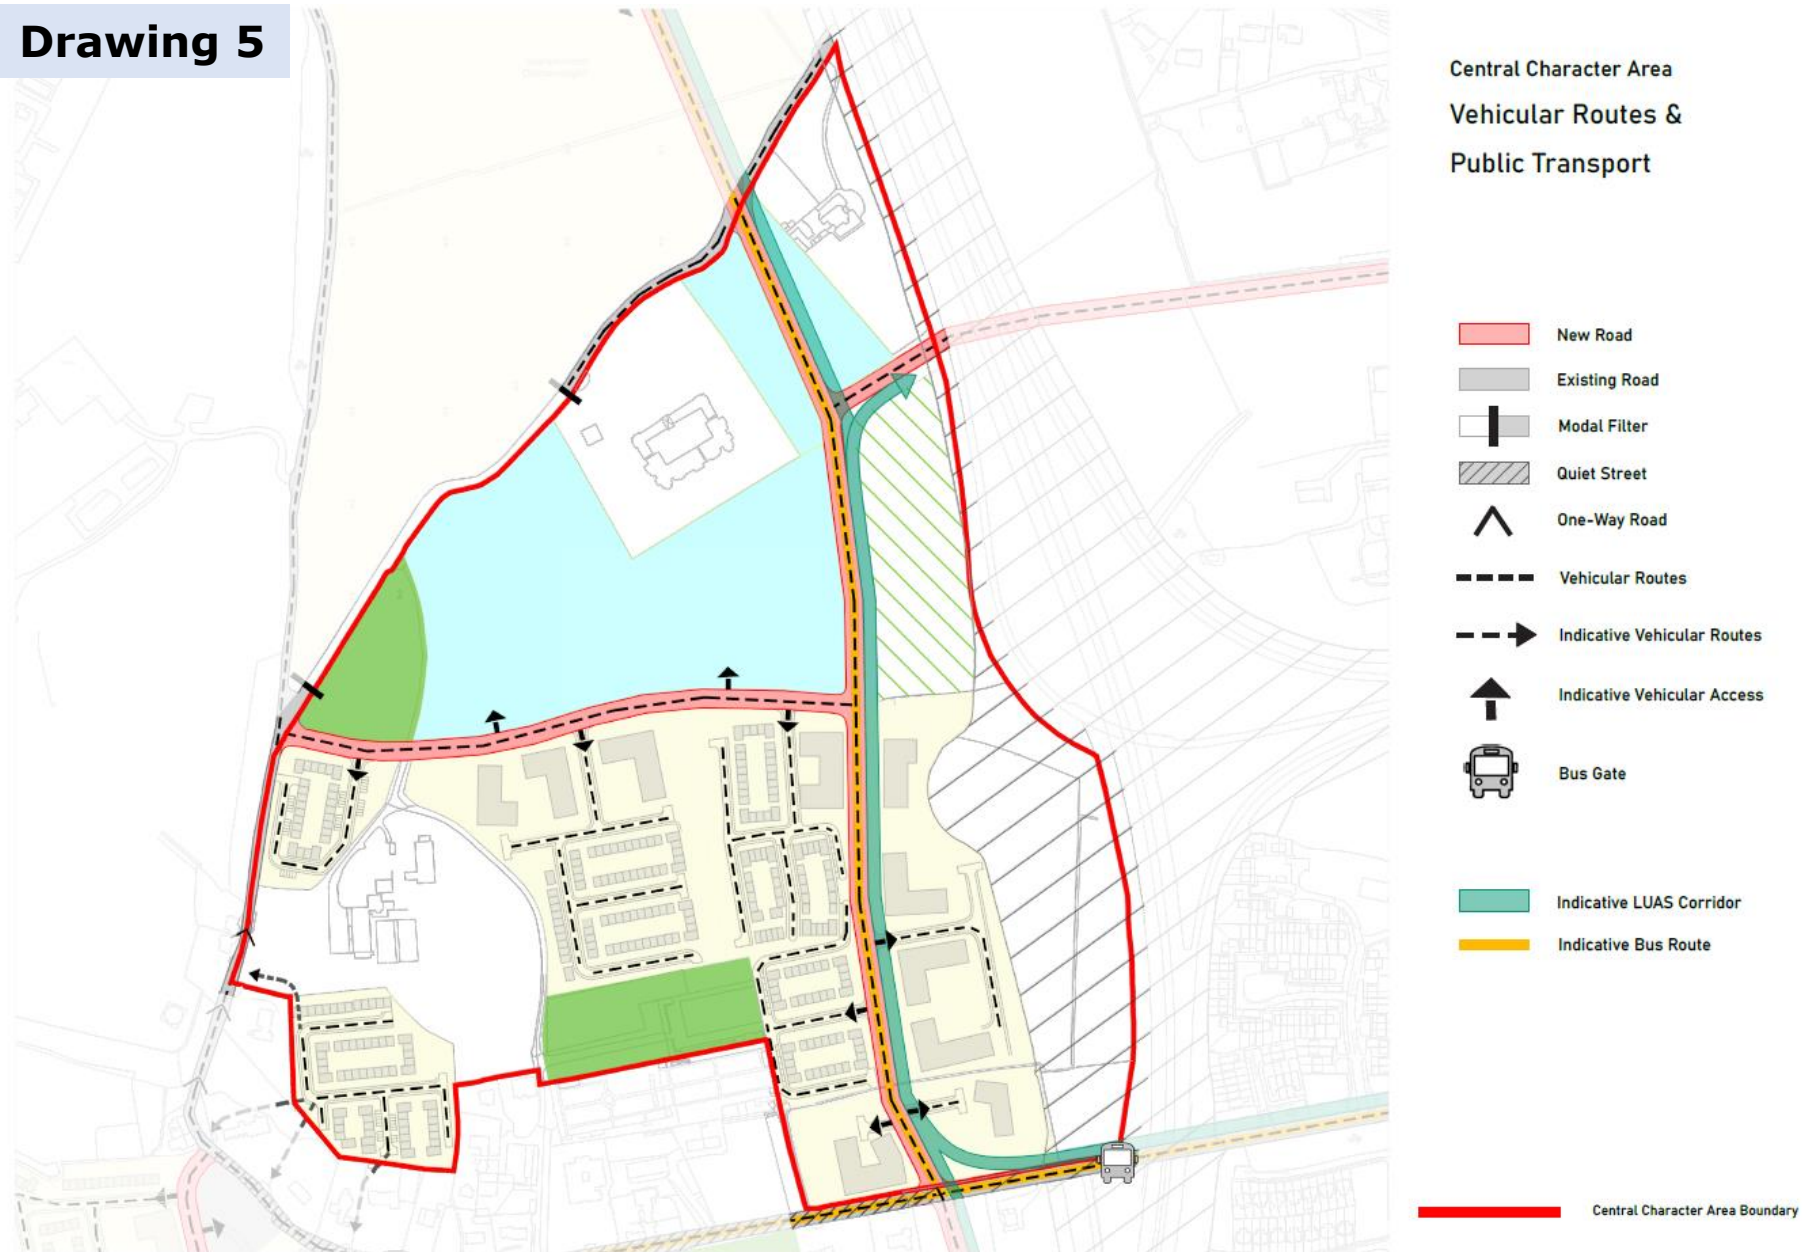 Drawing 5
Central Character Area
Vehicular Routes &
Public Transport
New Road
Existing Road
Modal Filter
Quiet Street
One-Way Road
Vehicular Routes
Indicative Vehicular Routes
Indicative Vehicular Access
Bus Gate
Indicative LUAS Corridor
Indicative Bus Route
Central Character Area Boundary